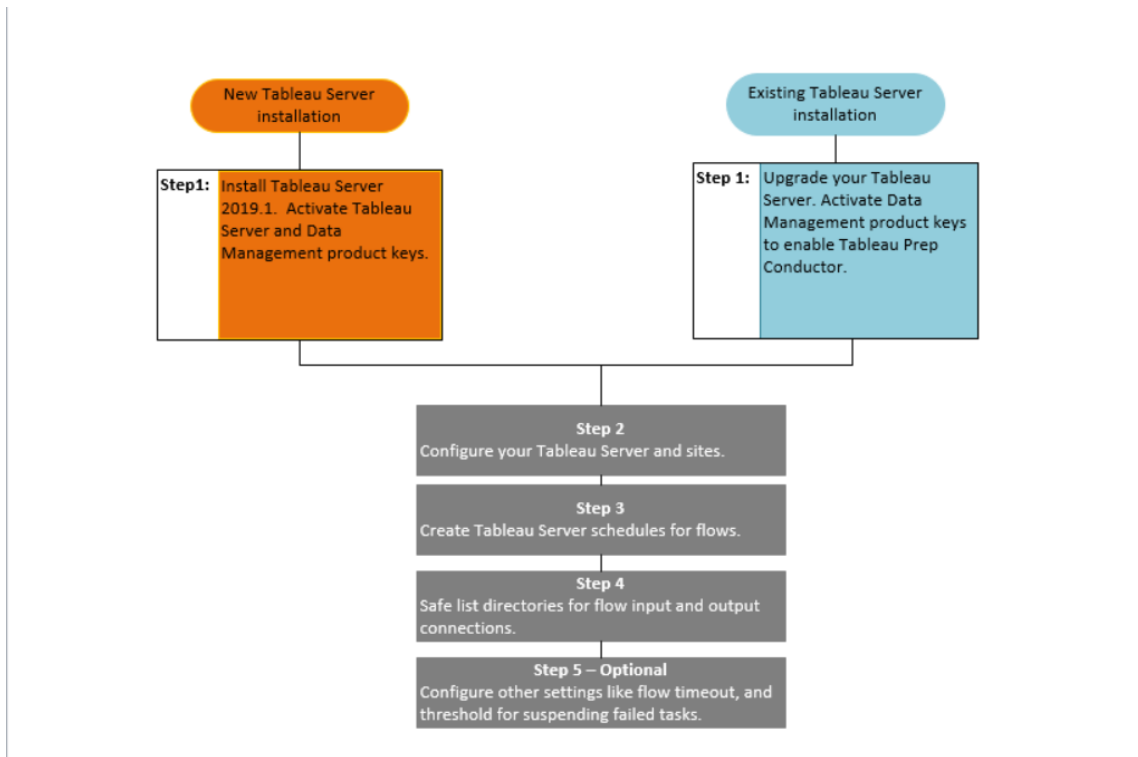 New Tableau Server
installation
Step1:
Install Tableau Server
2019.1.  Activate Tableau
Server and Data
Management product keys.
Existing Tableau Server
installation
Step 1:
Upgrade your Tableau
Server. Activate Data
Management product keys
to enable Tableau Prep
Conductor.
Step 2
Configure your Tableau Server and sites.
Step 3
Create Tableau Server schedules for flows.
Step 4
Safe list directories for flow input and output
connections.
Step 5 – Optional
Configure other settings like flow timeout, and
threshold for suspending failed tasks.